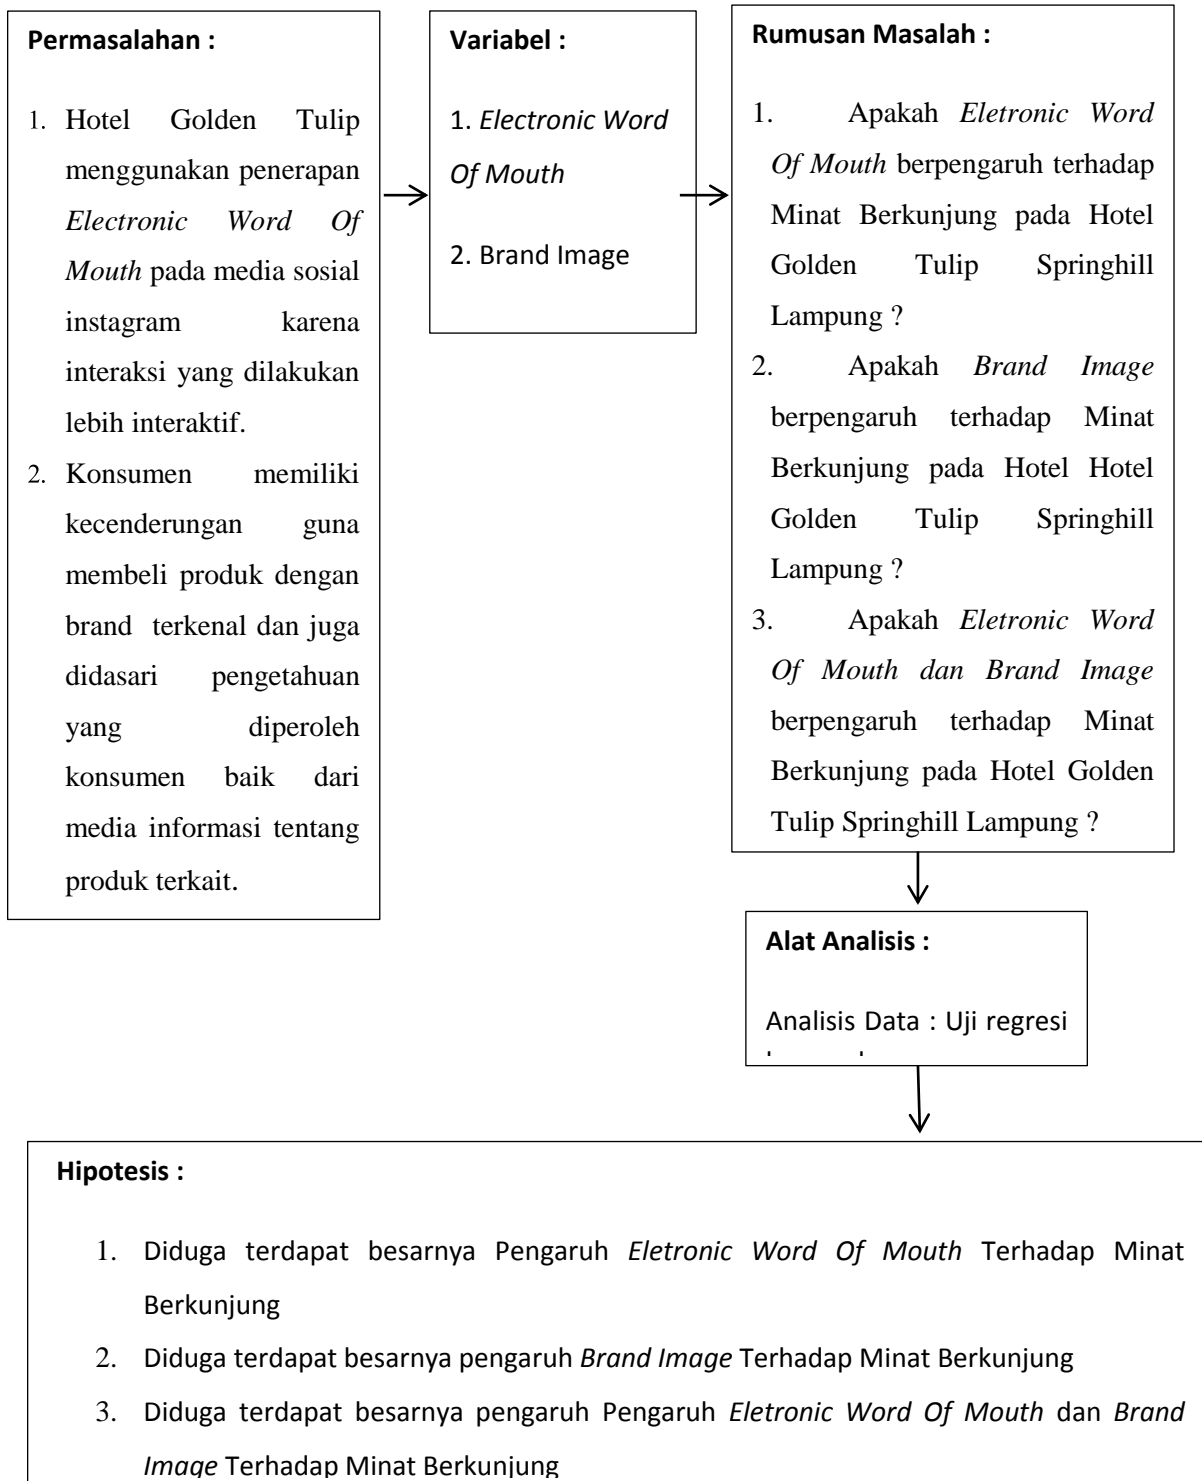 Permasalahan :
1. Hotel Golden Tulip
menggunakan penerapan
Electronic Word Of
Mouth pada media sosial
instagram karena
interaksi yang dilakukan
lebih interaktif.
2. Konsumen memiliki
kecenderungan guna
membeli produk dengan
brand terkenal dan juga
didasari pengetahuan
yang diperoleh
konsumen baik dari
media informasi tentang
produk terkait.
Variabel :
1. Electronic Word
Of Mouth
2. Brand Image
Rumusan Masalah :
1. Apakah Eletronic Word
Of Mouth berpengaruh terhadap
Minat Berkunjung pada Hotel
Golden Tulip Springhill
Lampung ?
2. Apakah Brand Image
berpengaruh terhadap Minat
Berkunjung pada Hotel Hotel
Golden Tulip Springhill
Lampung ?
3. Apakah Eletronic Word
Of Mouth dan Brand Image
berpengaruh terhadap Minat
Berkunjung pada Hotel Golden
Tulip Springhill Lampung ?
Alat Analisis :
Analisis Data : Uji regresi
Hipotesis :
1. Diduga terdapat besarnya Pengaruh Eletronic Word Of Mouth Terhadap Minat
Berkunjung
2. Diduga terdapat besarnya pengaruh Brand Image Terhadap Minat Berkunjung
3. Diduga terdapat besarnya pengaruh Pengaruh Eletronic Word Of Mouth dan Brand
Image Terhadap Minat Berkunjung